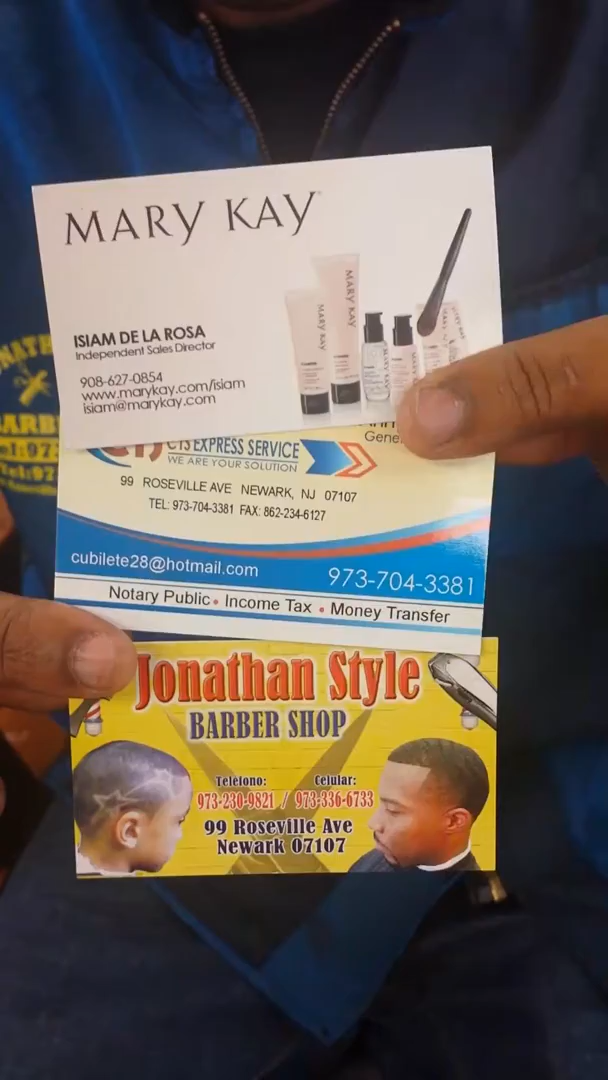 MARY KAY
ISIAM DE LA ROSA
Independent Sales Director
908-627-0854
www.marykay.com/isiam
isiam@marykay.com
MARY KAY
MARY KAY
CTS EXPRESS SERVICE
WE ARE YOUR SOLUTION
99 ROSEVILLE AVE NEWARK, NJ 07107
TEL: 973-704-3381 FAX: 862-234-6127
cubilete28@hotmail.com
973-704-3381
Notary Public • Income Tax • Money Transfer
Jonathan Style
BARBER SHOP
Teléfono: Celular:
973-230-9821 / 973-336-6733
99 Roseville Ave
Newark 07107